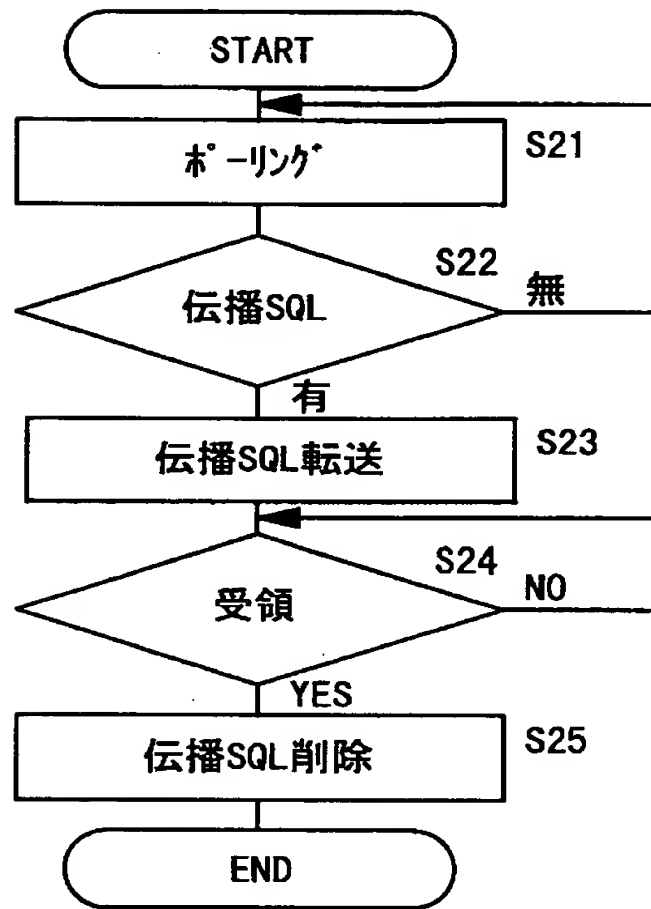 START
ﾎﾟｰﾘﾝｸﾞ
S21
伝播SQL
S22
無
有
伝播SQL転送
S23
受領
S24
NO
YES
伝播SQL削除
S25
END